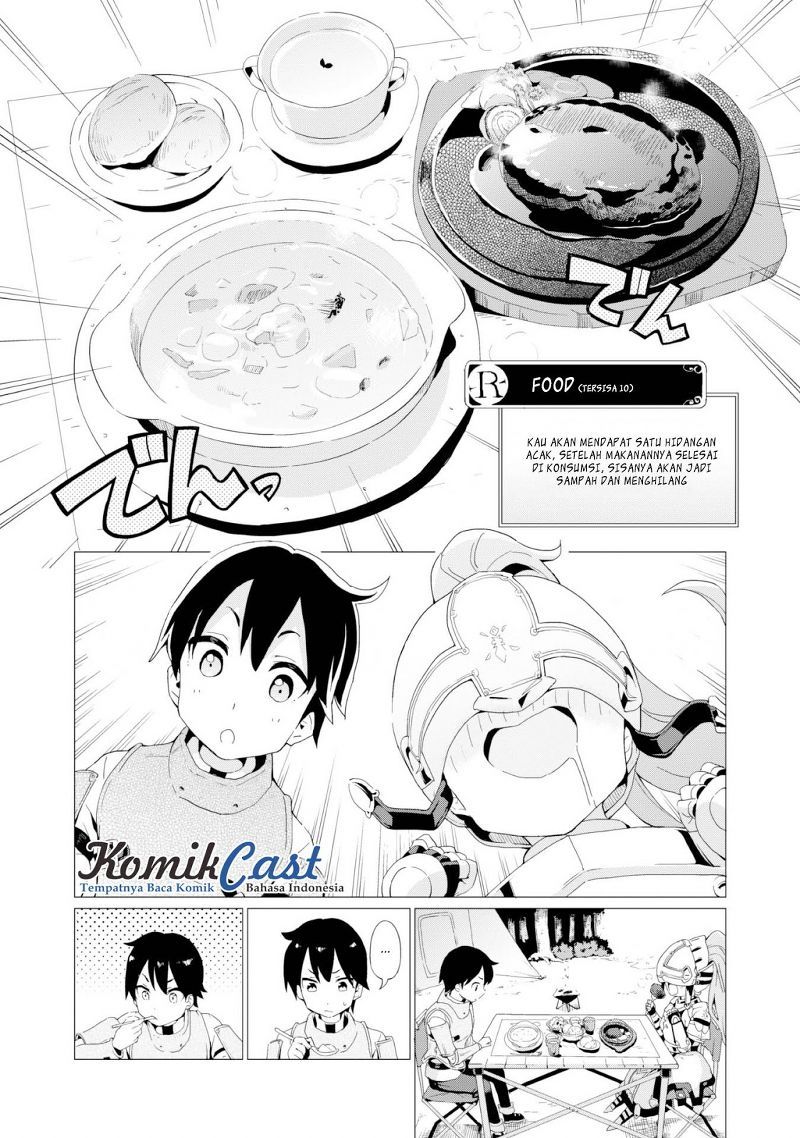 でん
R FOOD (TERSISA 10)
KAU AKAN MENDAPAT SATU HIDANGAN
ACAK, SETELAH MAKANANNYA SELESAI
DI KONSUMSI, SISANYA AKAN JADI
SAMPAH DAN MENGHILANG
でんっ
KomikCast
Tempatnya Baca Komik Bahasa Indonesia
...